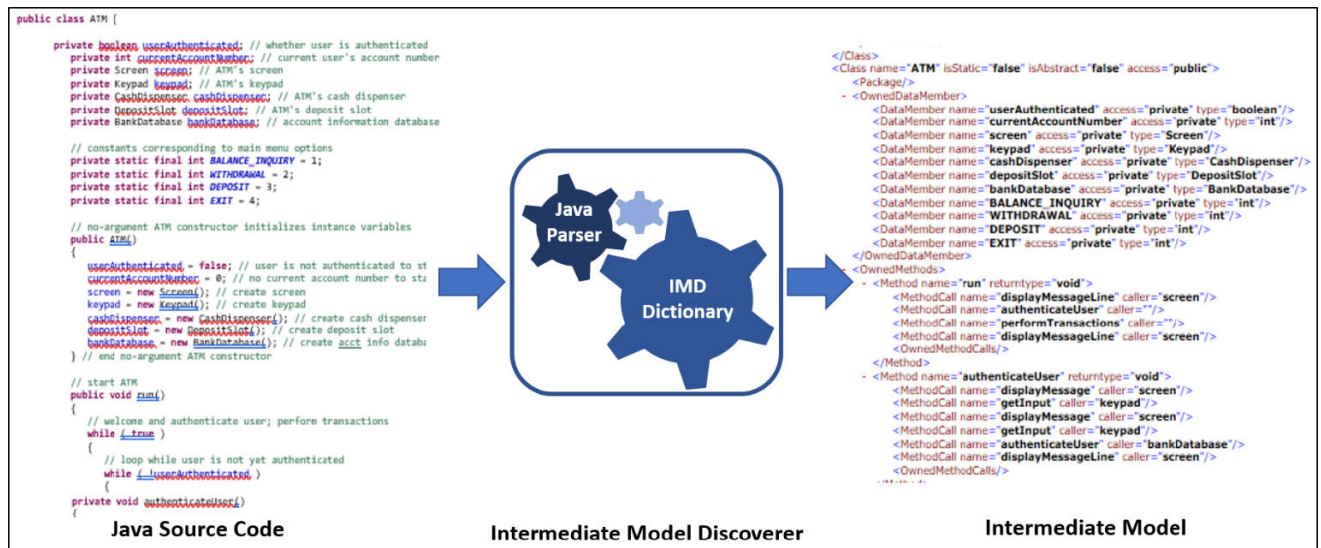 public class ATM {
private boolean userAuthenticated; // whether user is authenticated
private int currentAccountNumber; // current user's account number
private Screen screen; // ATM's screen
private Keypad keypad; // ATM's keypad
private CashDispenser cashDispenser; // ATM's cash dispenser
private DepositSlot depositSlot; // ATM's deposit slot
private BankDatabase bankDatabase; // account information database
// constants corresponding to main menu options
private static final int BALANCE_INQUIRY = 1;
private static final int WITHDRAWAL = 2;
private static final int DEPOSIT = 3;
private static final int EXIT = 4;
// no-argument ATM constructor initializes instance variables
public ATM()
{
userAuthenticated = false; // user is not authenticated to st
currentAccountNumber = 0; // no current account number to sta
screen = new Screen(); // create screen
keypad = new Keypad(); // create keypad
cashDispenser = new CashDispenser(); // create cash dispenser
depositSlot = new DepositSlot(); // create deposit slot
bankDatabase = new BankDatabase(); // create acct info databa
} // end no-argument ATM constructor
// start ATM
public void run()
{
// welcome and authenticate user; perform transactions
while ( true )
{
// loop while user is not yet authenticated
while ( !userAuthenticated )
{
private void authenticateUser()
{
Java Source Code
Java
Parser
IMD
Dictionary
Intermediate Model Discoverer
</Class>
<Class name="ATM" isStatic="false" isAbstract="false" access="public">
<Package/>
- <OwnedDataMember>
<DataMember name="userAuthenticated" access="private" type="boolean"/>
<DataMember name="currentAccountNumber" access="private" type="int"/>
<DataMember name="screen" access="private" type="Screen"/>
<DataMember name="keypad" access="private" type="Keypad"/>
<DataMember name="cashDispenser" access="private" type="CashDispenser"/>
<DataMember name="depositSlot" access="private" type="DepositSlot"/>
<DataMember name="bankDatabase" access="private" type="BankDatabase"/>
<DataMember name="BALANCE_INQUIRY" access="private" type="int"/>
<DataMember name="WITHDRAWAL" access="private" type="int"/>
<DataMember name="DEPOSIT" access="private" type="int"/>
<DataMember name="EXIT" access="private" type="int"/>
</OwnedDataMember>
- <OwnedMethods>
- <Method name="run" returntype="void">
<MethodCall name="displayMessageLine" caller="screen"/>
<MethodCall name="authenticateUser" caller=""/>
<MethodCall name="performTransactions" caller=""/>
<MethodCall name="displayMessageLine" caller="screen"/>
<OwnedMethodCalls/>
</Method>
- <Method name="authenticateUser" returntype="void">
<MethodCall name="displayMessage" caller="screen"/>
<MethodCall name="getInput" caller="keypad"/>
<MethodCall name="displayMessage" caller="screen"/>
<MethodCall name="getInput" caller="keypad"/>
<MethodCall name="authenticateUser" caller="bankDatabase"/>
<MethodCall name="displayMessageLine" caller="screen"/>
<OwnedMethodCalls/>
Intermediate Model